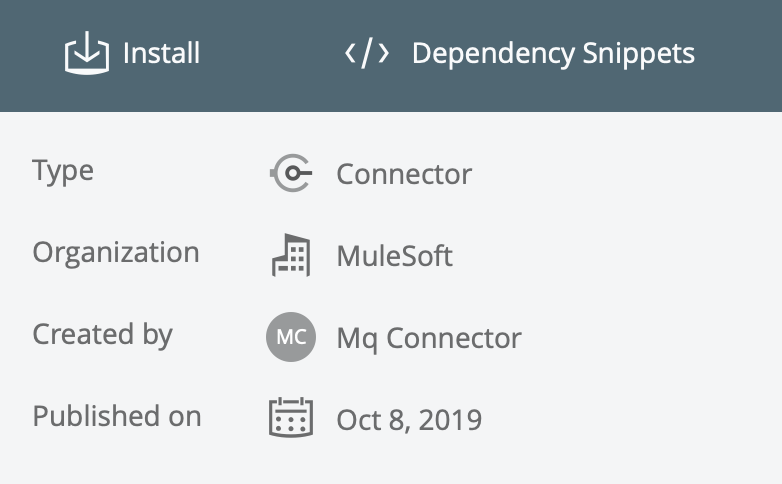 Install
</> Dependency Snippets
Type Connector
Organization MuleSoft
Created by MC Mq Connector
Published on Oct 8, 2019